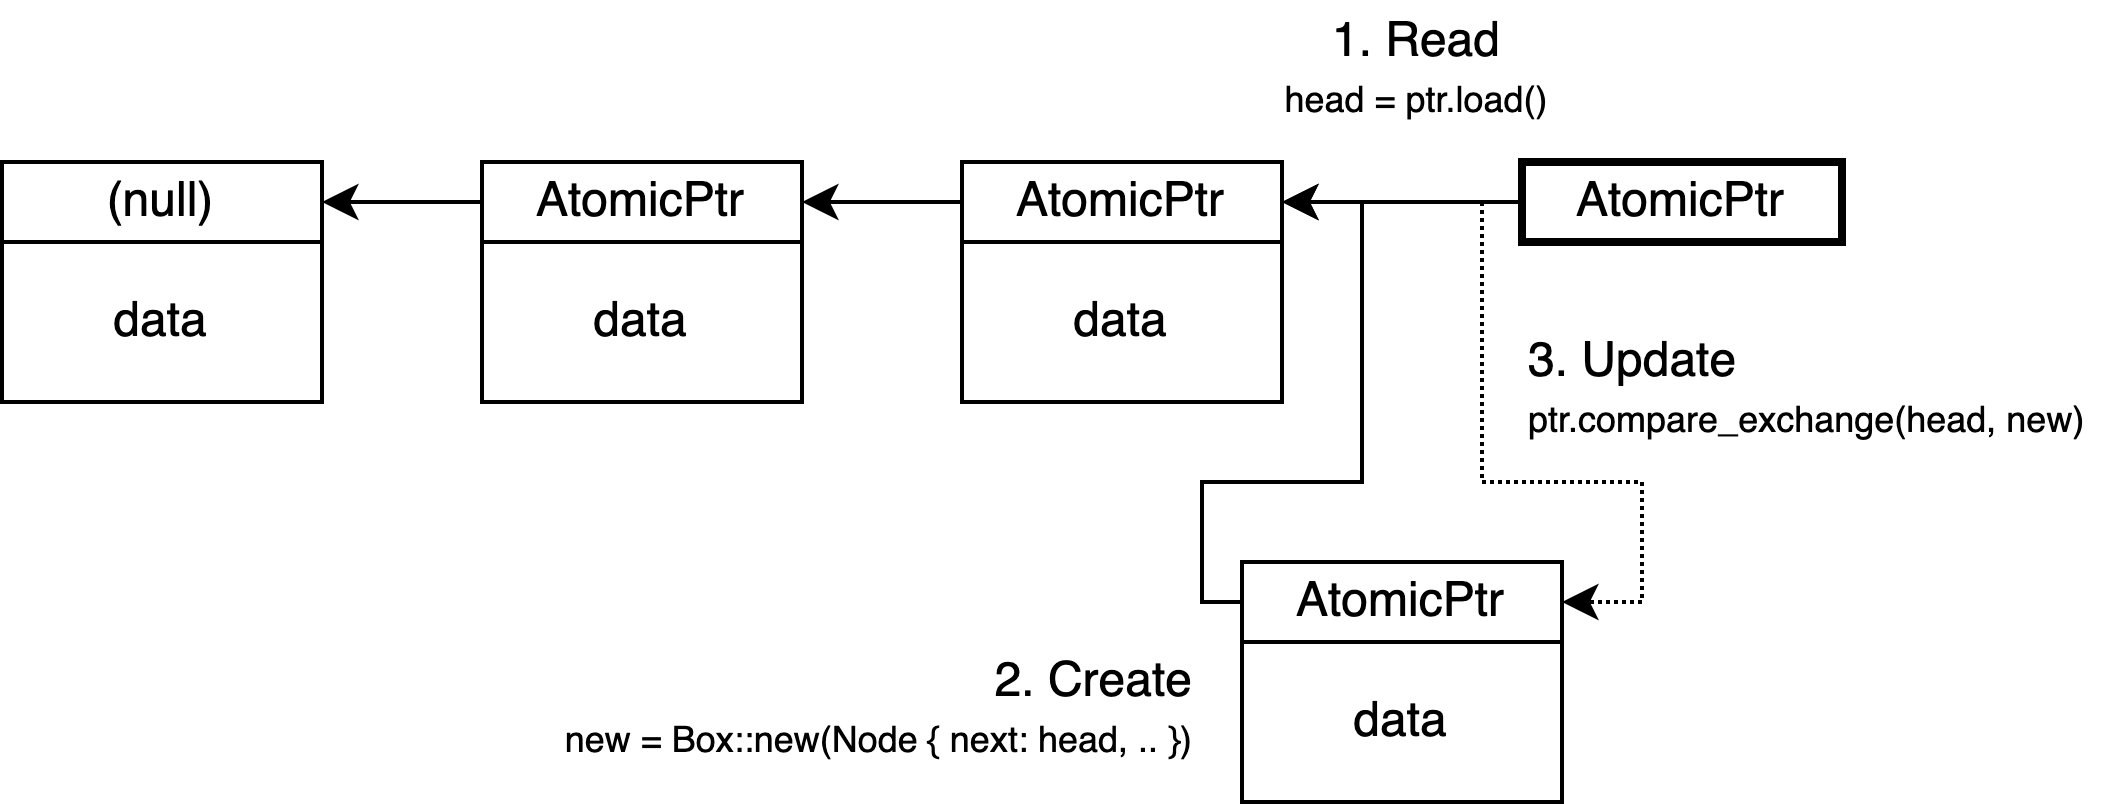 1. Read
head = ptr.load()
(null)
AtomicPtr
AtomicPtr
AtomicPtr
data
data
data
3. Update
ptr.compare_exchange(head, new)
AtomicPtr
2. Create
data
new = Box::new(Node { next: head, .. })